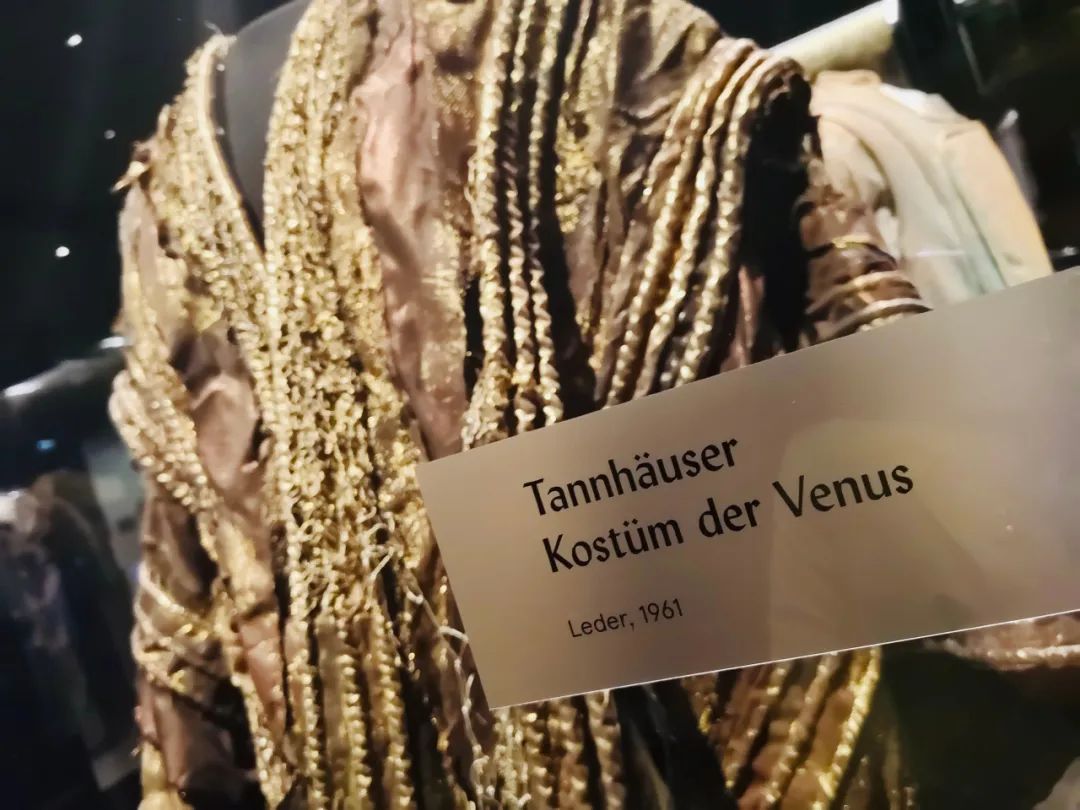 Tannhäuser
Kostüm der Venus
Leder, 1961